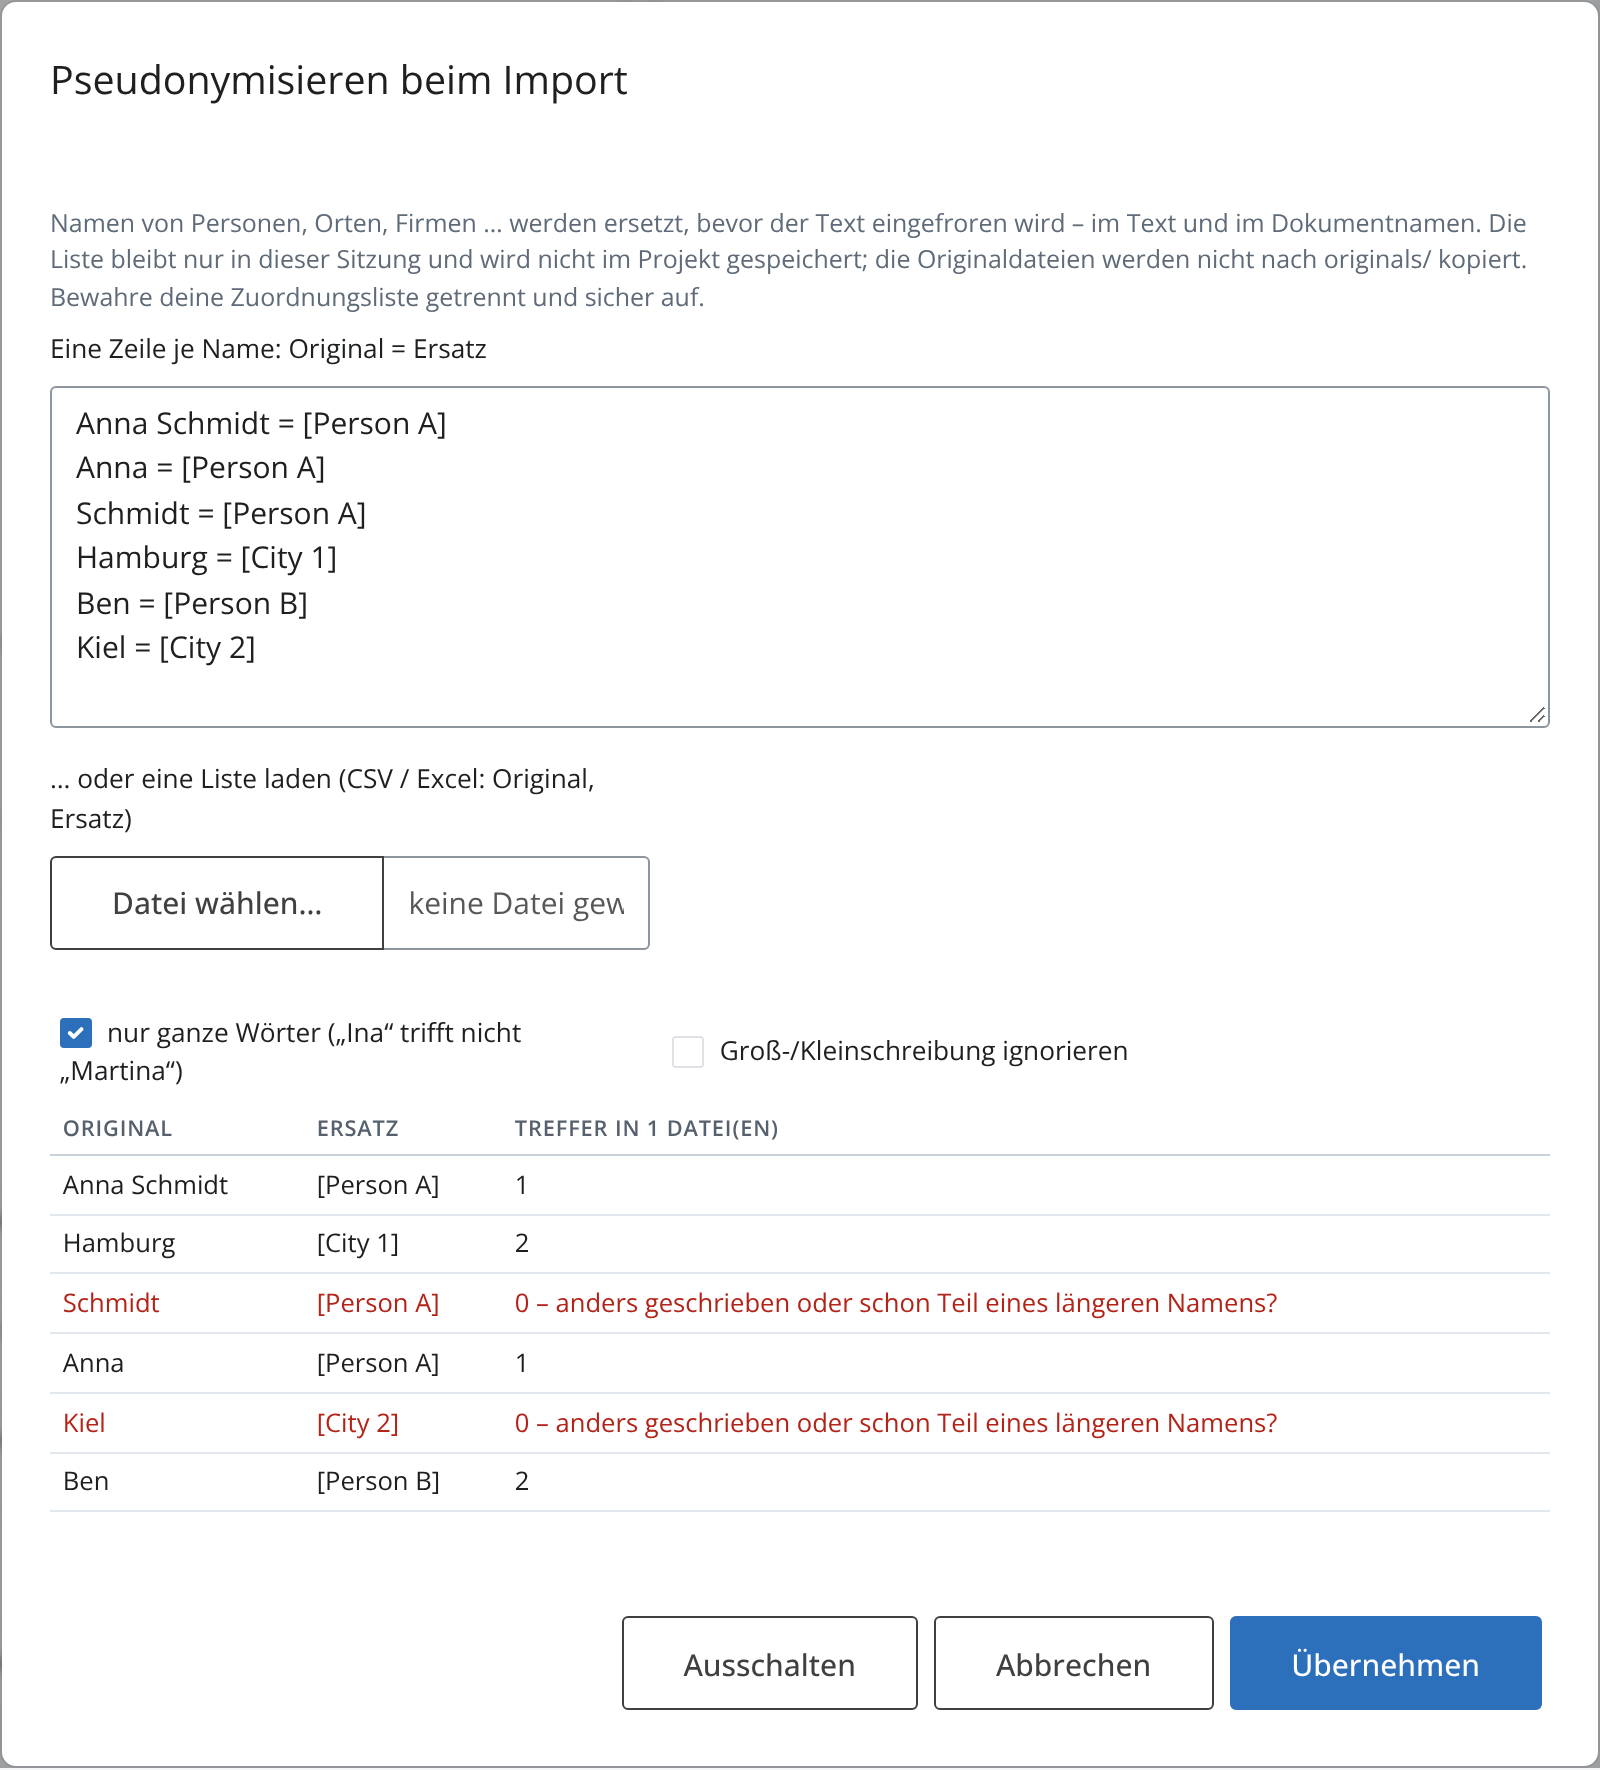 Pseudonymisieren beim Import
Namen von Personen, Orten, Firmen … werden ersetzt, bevor der Text eingefroren wird – im Text und im Dokumentnamen. Die
Liste bleibt nur in dieser Sitzung und wird nicht im Projekt gespeichert; die Originaldateien werden nicht nach originals/ kopiert.
Bewahre deine Zuordnungsliste getrennt und sicher auf.
Eine Zeile je Name: Original = Ersatz
Anna Schmidt = [Person A]
Anna = [Person A]
Schmidt = [Person A]
Hamburg = [City 1]
Ben = [Person B]
Kiel = [City 2]
… oder eine Liste laden (CSV / Excel: Original,
Ersatz)
Datei wählen… keine Datei gew
nur ganze Wörter („Ina“ trifft nicht
„Martina“)
Groß-/Kleinschreibung ignorieren
ORIGINAL ERSATZ TREFFER IN 1 DATEI(EN)
Anna Schmidt [Person A] 1
Hamburg [City 1] 2
Schmidt [Person A] 0 – anders geschrieben oder schon Teil eines längeren Namens?
Anna [Person A] 1
Kiel [City 2] 0 – anders geschrieben oder schon Teil eines längeren Namens?
Ben [Person B] 2
Ausschalten Abbrechen Übernehmen